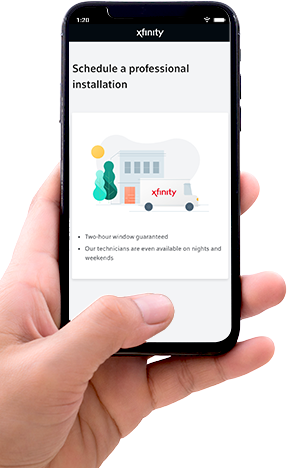 1:20
xfinity
Schedule a professional
installation
xfinity
• Two-hour window guaranteed
• Our technicians are even available on nights and
weekends